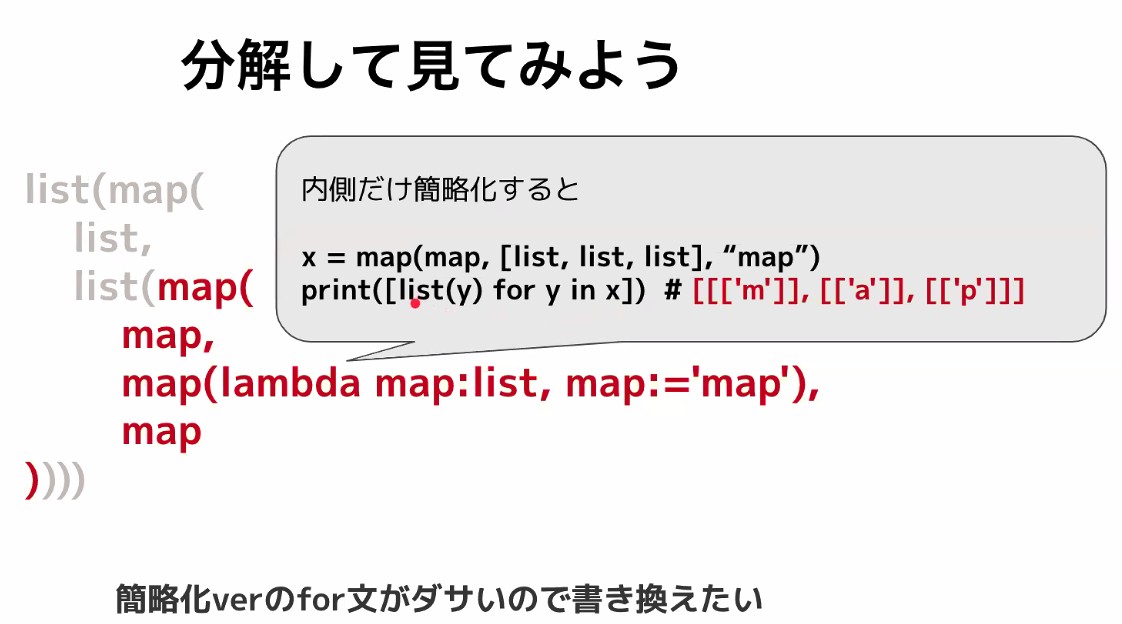 分解して見てみよう
list(map(
list,
list(map(
map,
map(lambda map:list, map:='map'),
map
))))
内側だけ簡略化すると
x = map(map, [list, list, list], “map”)
print([list(y) for y in x]) # [[['m']], [['a']], [['p']]]
簡略化verのfor文がダサいので書き換えたい